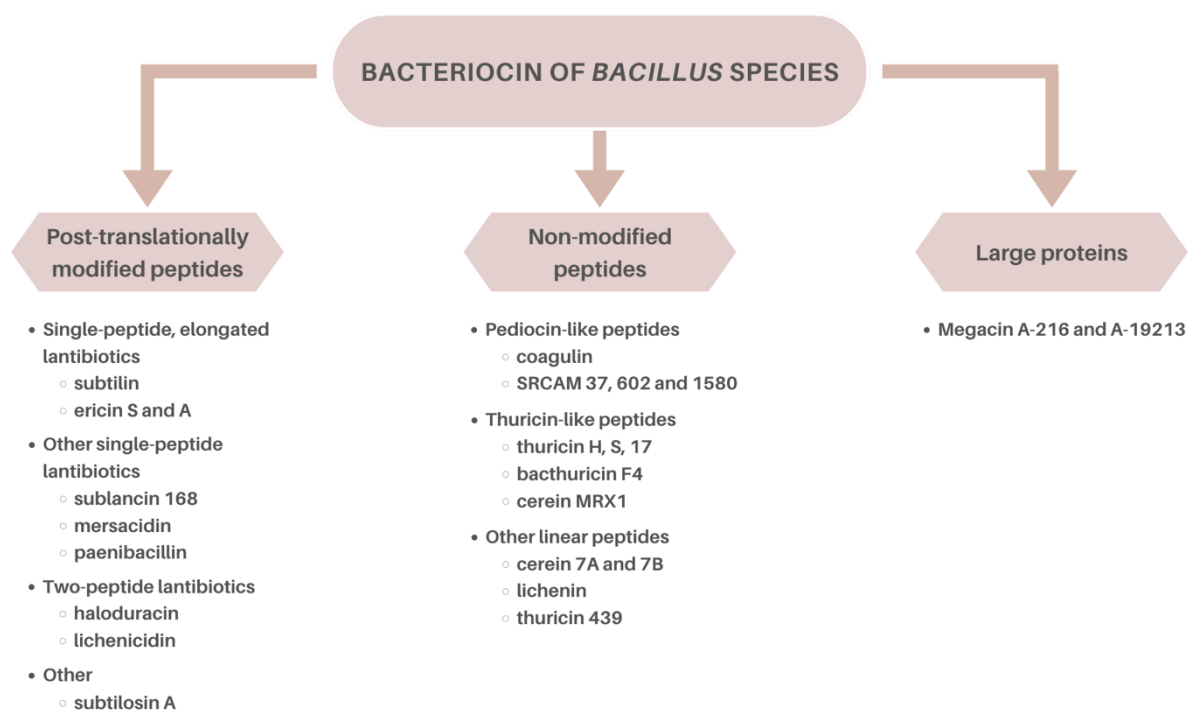 BACTERIOCIN OF BACILLUS SPECIES
Post-translationally
modified peptides
• Single-peptide, elongated
lantibiotics
◦ subtilin
◦ ericin S and A
• Other single-peptide
lantibiotics
◦ sublancin 168
◦ mersacidin
◦ paenibacillin
• Two-peptide lantibiotics
◦ haloduracin
◦ lichenicidin
• Other
◦ subtilosin A
Non-modified
peptides
• Pediocin-like peptides
◦ coagulin
◦ SRCAM 37, 602 and 1580
• Thuricin-like peptides
◦ thuricin H, S, 17
◦ bacthuricin F4
◦ cerein MRX1
• Other linear peptides
◦ cerein 7A and 7B
◦ lichenin
◦ thuricin 439
Large proteins
• Megacin A-216 and A-19213